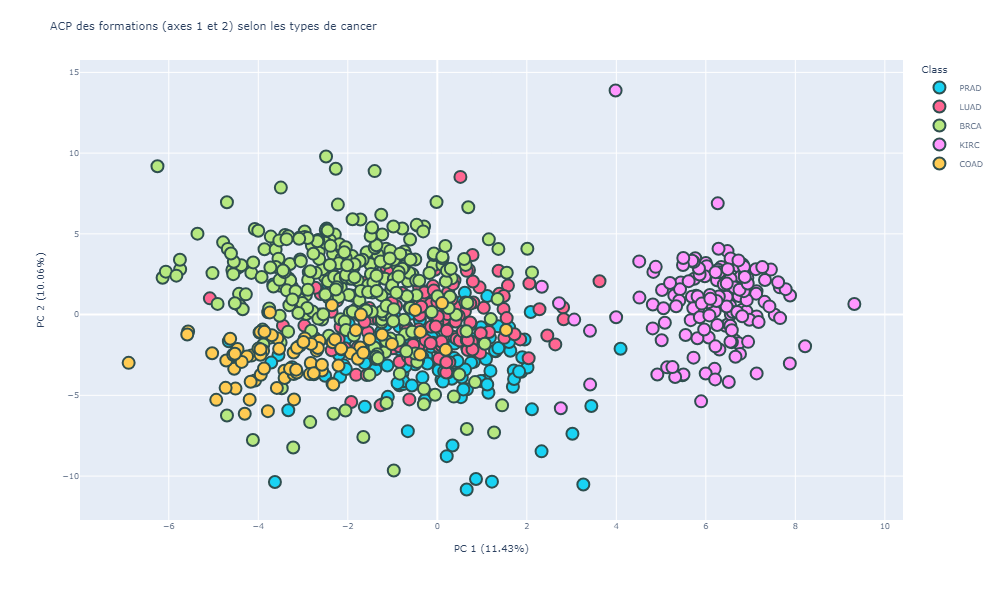 ACP des formations (axes 1 et 2) selon les types de cancer
Class
PRAD
LUAD
BRCA
KIRC
COAD
PC 2 (10.06%)
15
10
5
0
−5
−10
−6
−4
−2
0
2
4
6
8
10
PC 1 (11.43%)